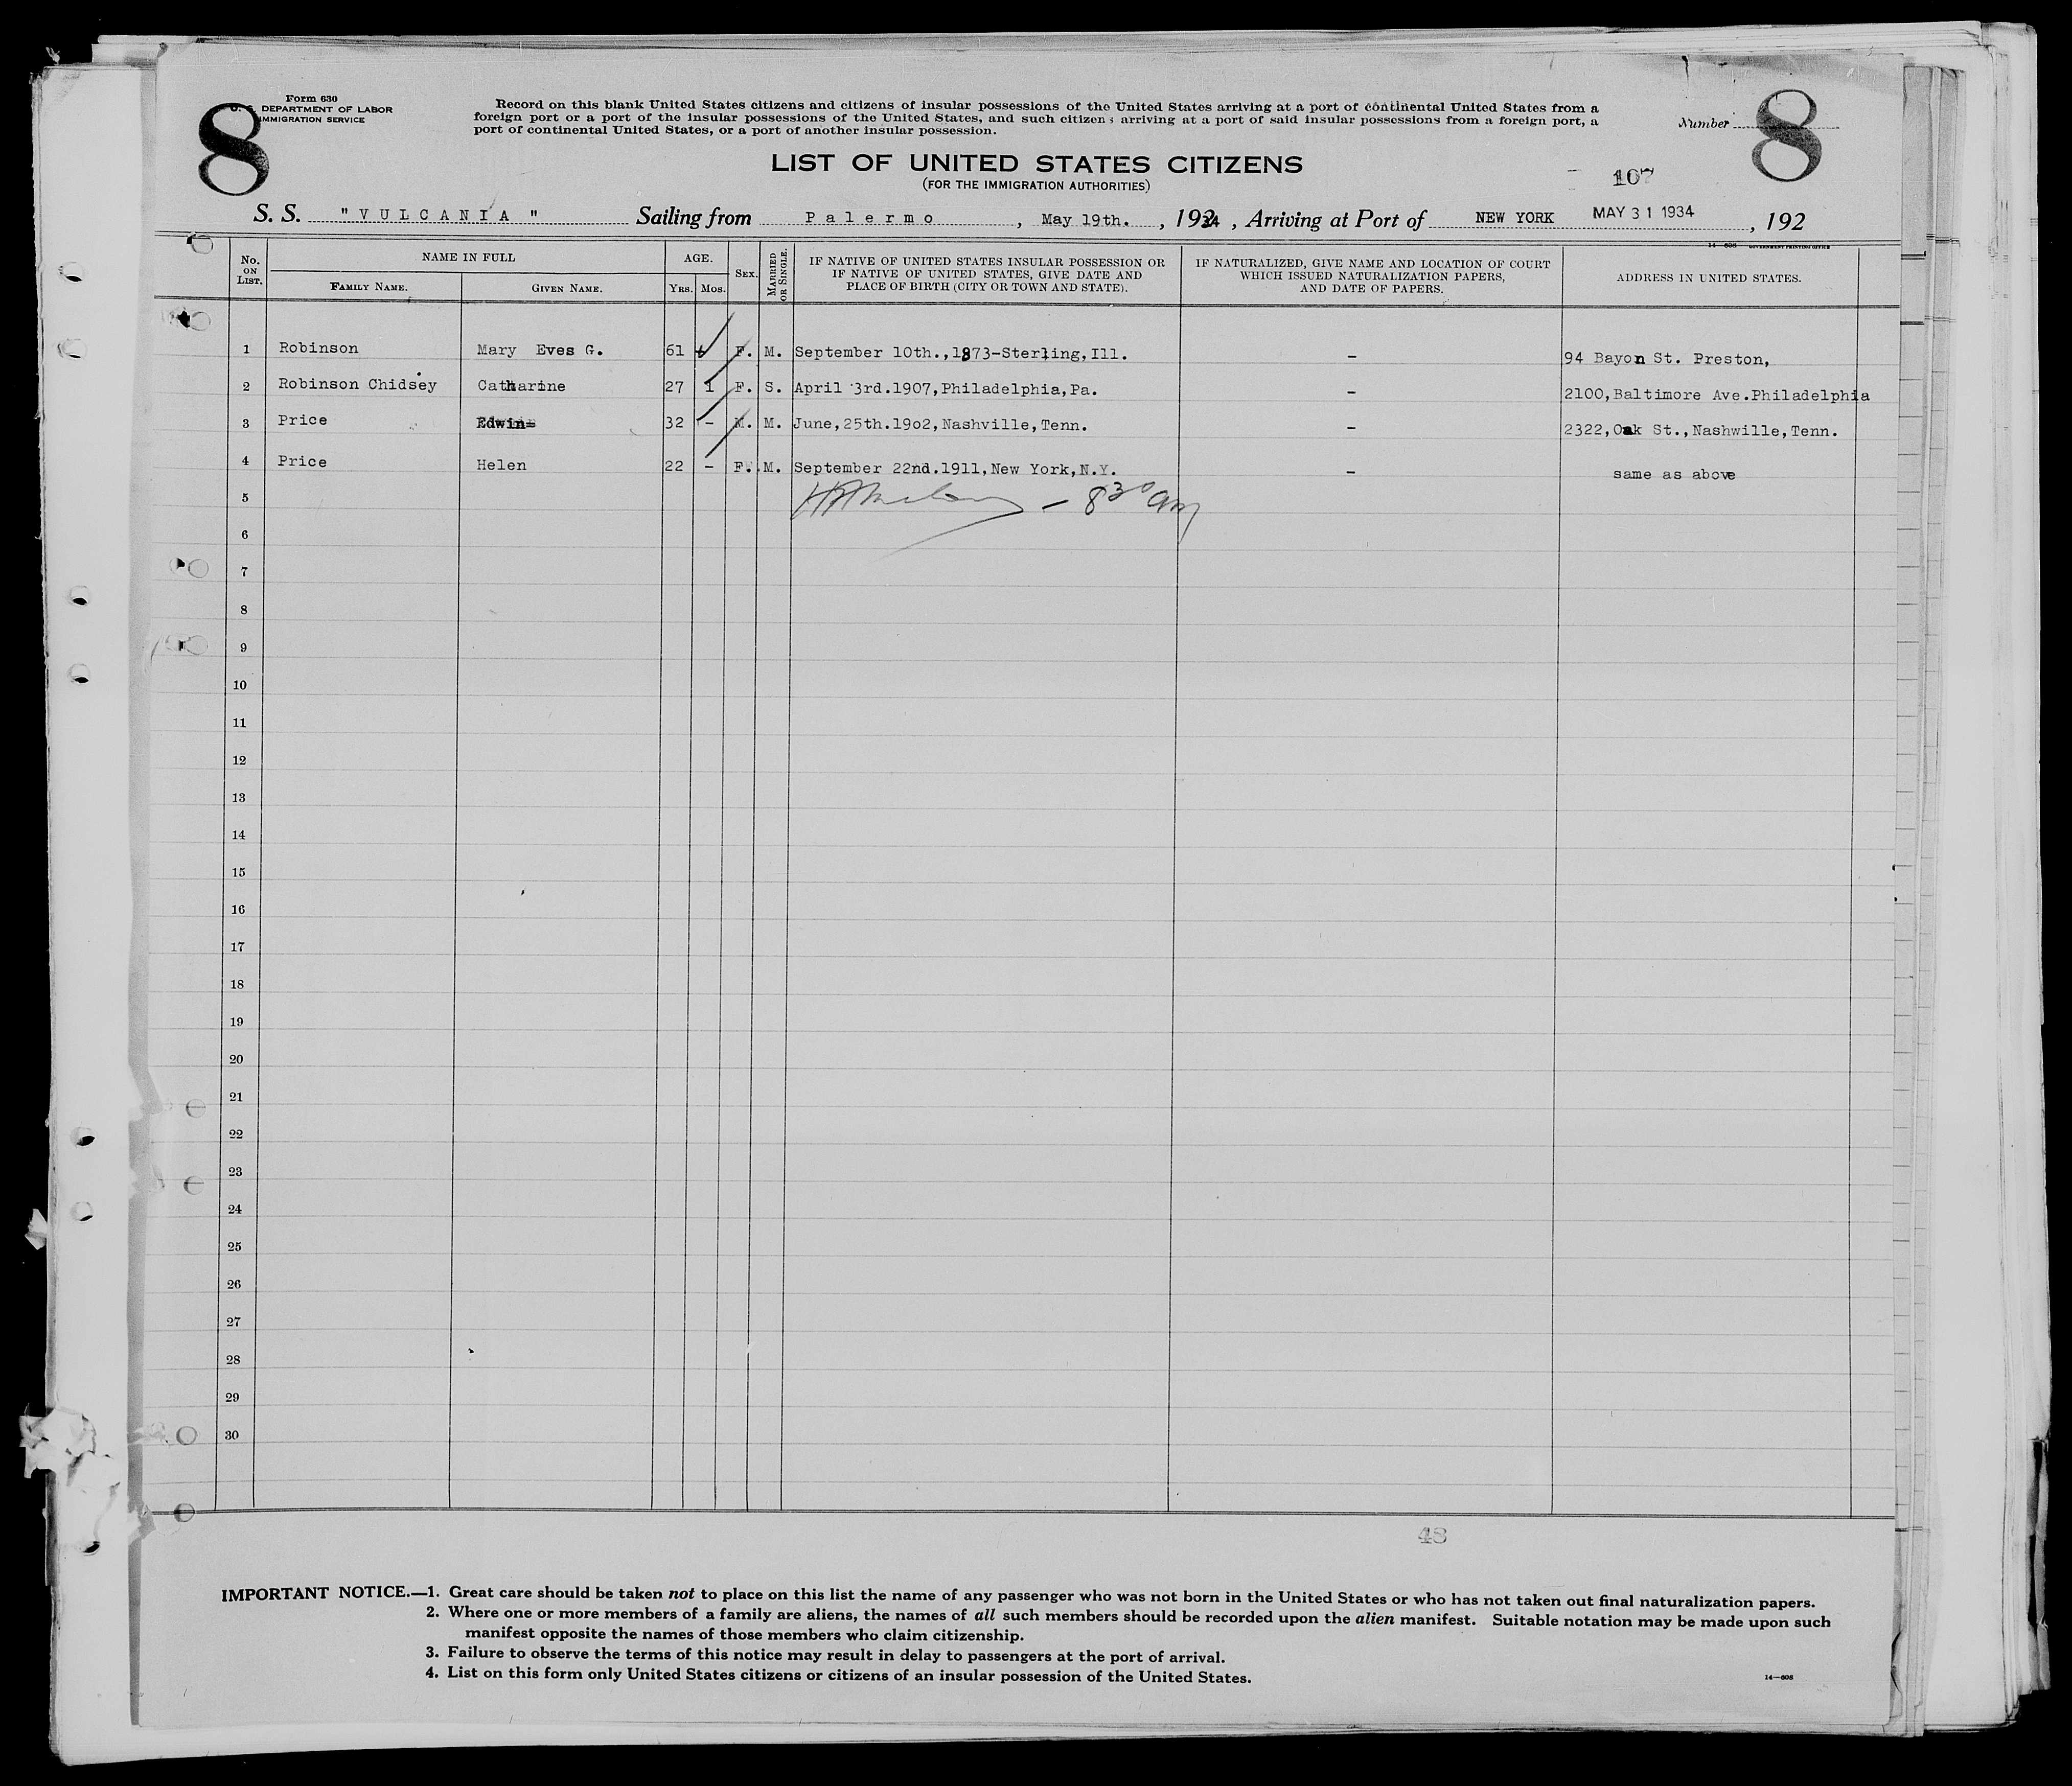 Form 630
U. S. DEPARTMENT OF LABOR
IMMIGRATION SERVICE
8
Record on this blank United States citizens and citizens of insular possessions of the United States arriving at a port of continental United States from a
foreign port or a port of the insular possessions of the United States, and such citizens arriving at a port of said insular possessions from a foreign port, a
port of continental United States, or a port of another insular possession.
Number
8
LIST OF UNITED STATES CITIZENS
(FOR THE IMMIGRATION AUTHORITIES)
107
S. S. "VULCANIA" Sailing from Palermo, May 19th., 1934, Arriving at Port of NEW YORK MAY 31 1934, 192
14—608 GOVERNMENT PRINTING OFFICE
No. ON LIST. NAME IN FULL FAMILY NAME. GIVEN NAME. AGE. Yrs. Mos. SEX. MARRIED OR SINGLE. IF NATIVE OF UNITED STATES INSULAR POSSESSION OR IF NATIVE OF UNITED STATES, GIVE DATE AND PLACE OF BIRTH (CITY OR TOWN AND STATE). IF NATURALIZED, GIVE NAME AND LOCATION OF COURT WHICH ISSUED NATURALIZATION PAPERS, AND DATE OF PAPERS. ADDRESS IN UNITED STATES.
1 Robinson Mary Eves G. 61 F. M. September 10th.,1873-Sterling,Ill. - 94 Bayon St. Preston,
2 Robinson Chidsey Catharine 27 1 F. S. April 3rd.1907,Philadelphia,Pa. - 2100,Baltimore Ave.Philadelphia
3 Price Edwin 32 - M. M. June,25th.19o2,Nashville,Tenn. - 2322,Oak St.,Nashwille,Tenn.
4 Price Helen 22 - F. M. September 22nd.1911,New York,N.Y. - same as above
5
— 8 30 am
6
7
8
9
10
11
12
13
14
15
16
17
18
19
20
21
22
23
24
25
26
27
28
29
30
48
IMPORTANT NOTICE.—1. Great care should be taken not to place on this list the name of any passenger who was not born in the United States or who has not taken out final naturalization papers.
2. Where one or more members of a family are aliens, the names of all such members should be recorded upon the alien manifest. Suitable notation may be made upon such
manifest opposite the names of those members who claim citizenship.
3. Failure to observe the terms of this notice may result in delay to passengers at the port of arrival.
4. List on this form only United States citizens or citizens of an insular possession of the United States.
14—608